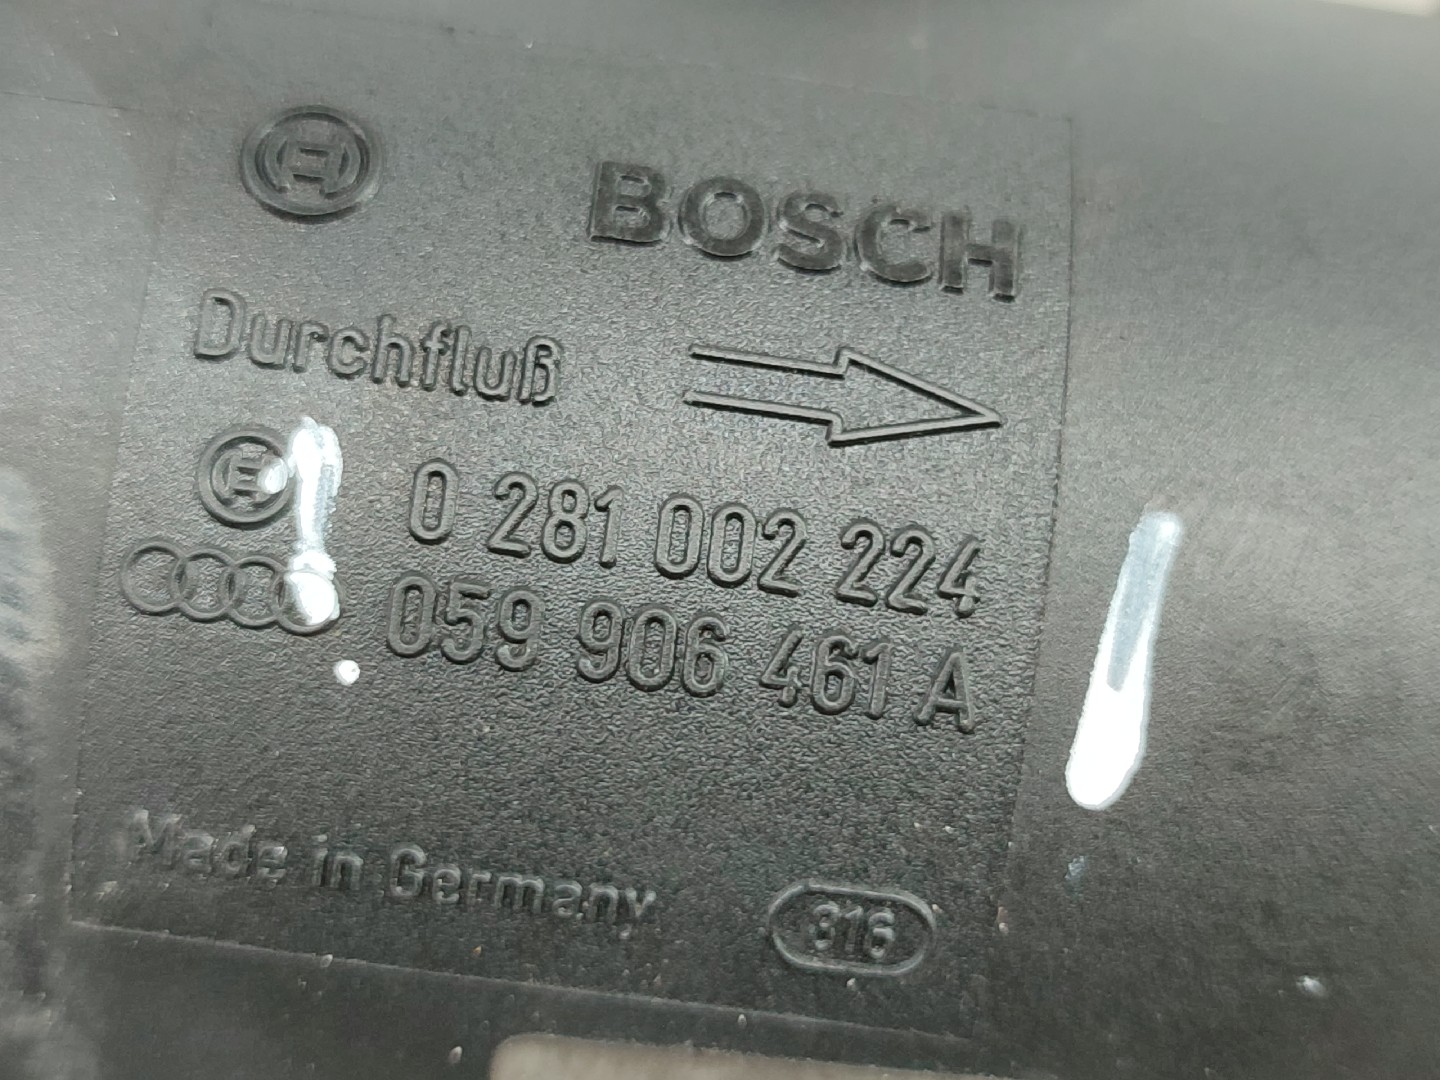 BOSCH
Durchfluß
0 281 002 224
059 906 461 A
Made in Germany
316